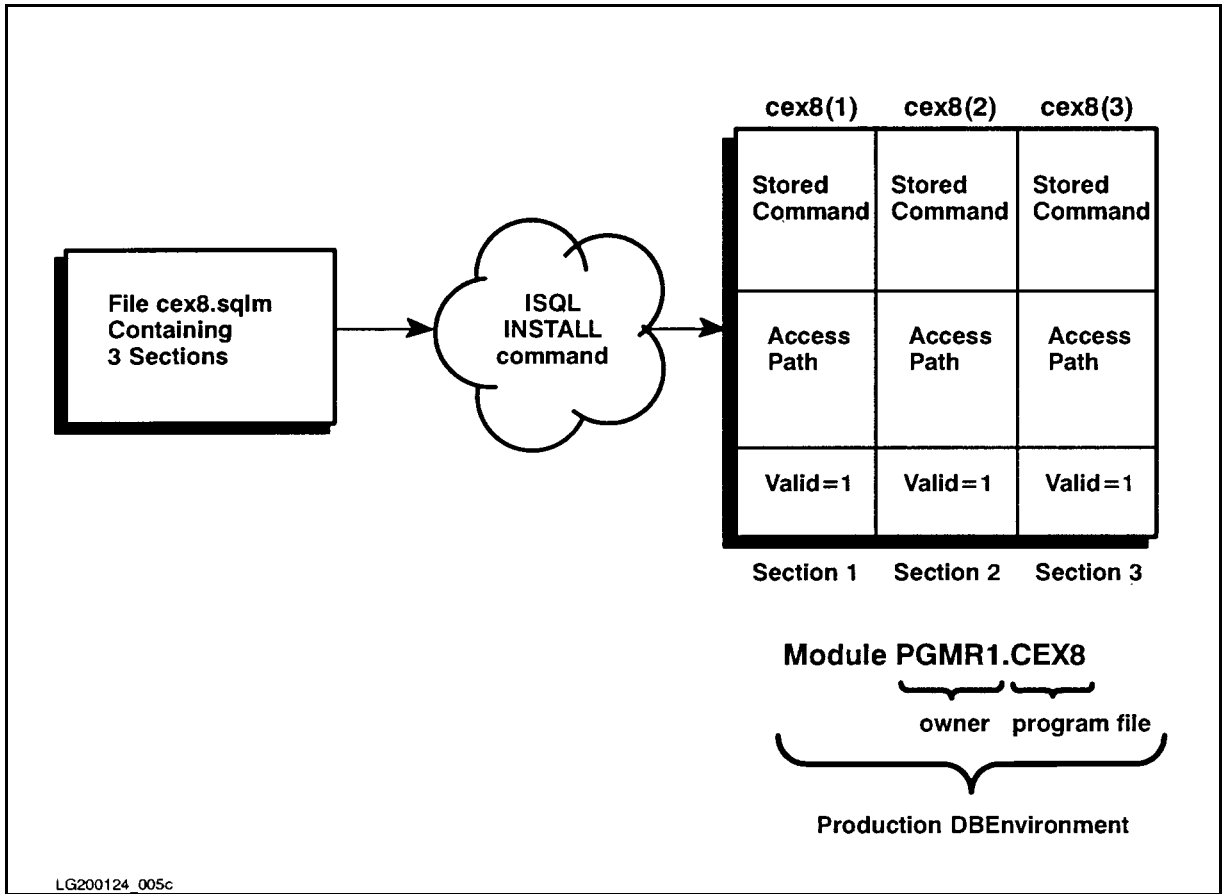 cex8(1) cex8(2) cex8(3)
Stored Command Stored Command Stored Command
File cex8.sqlm
Containing
3 Sections
ISQL
INSTALL
command
Access Path Access Path Access Path
Valid=1 Valid=1 Valid=1
Section 1 Section 2 Section 3
Module PGMR1.CEX8
owner program file
Production DBEnvironment
LG200124_005c